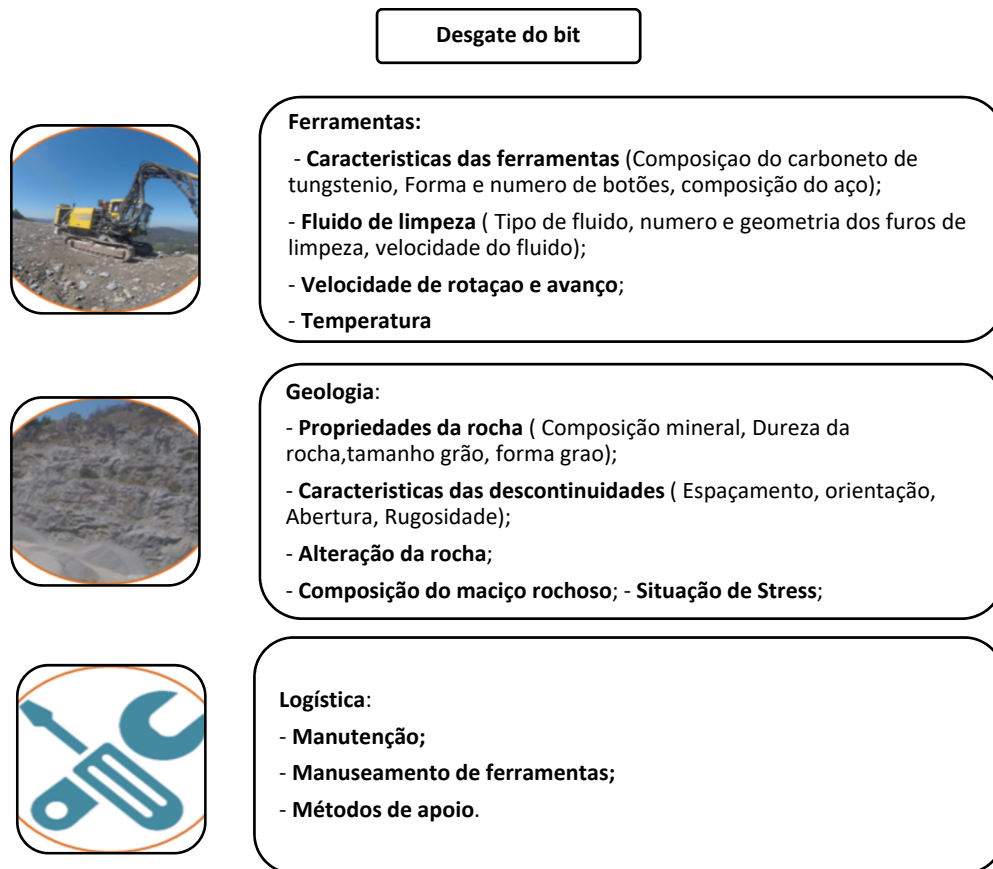 Desgate do bit
Ferramentas:
- Caracteristicas das ferramentas (Composiçao do carboneto de
tungstenio, Forma e numero de botões, composição do aço);
- Fluido de limpeza ( Tipo de fluido, numero e geometria dos furos de
limpeza, velocidade do fluido);
- Velocidade de rotaçao e avanço;
- Temperatura
Geologia:
- Propriedades da rocha ( Composição mineral, Dureza da
rocha,tamanho grão, forma grao);
- Caracteristicas das descontinuidades ( Espaçamento, orientação,
Abertura, Rugosidade);
- Alteração da rocha;
- Composição do maciço rochoso; - Situação de Stress;
Logística:
- Manutenção;
- Manuseamento de ferramentas;
- Métodos de apoio.